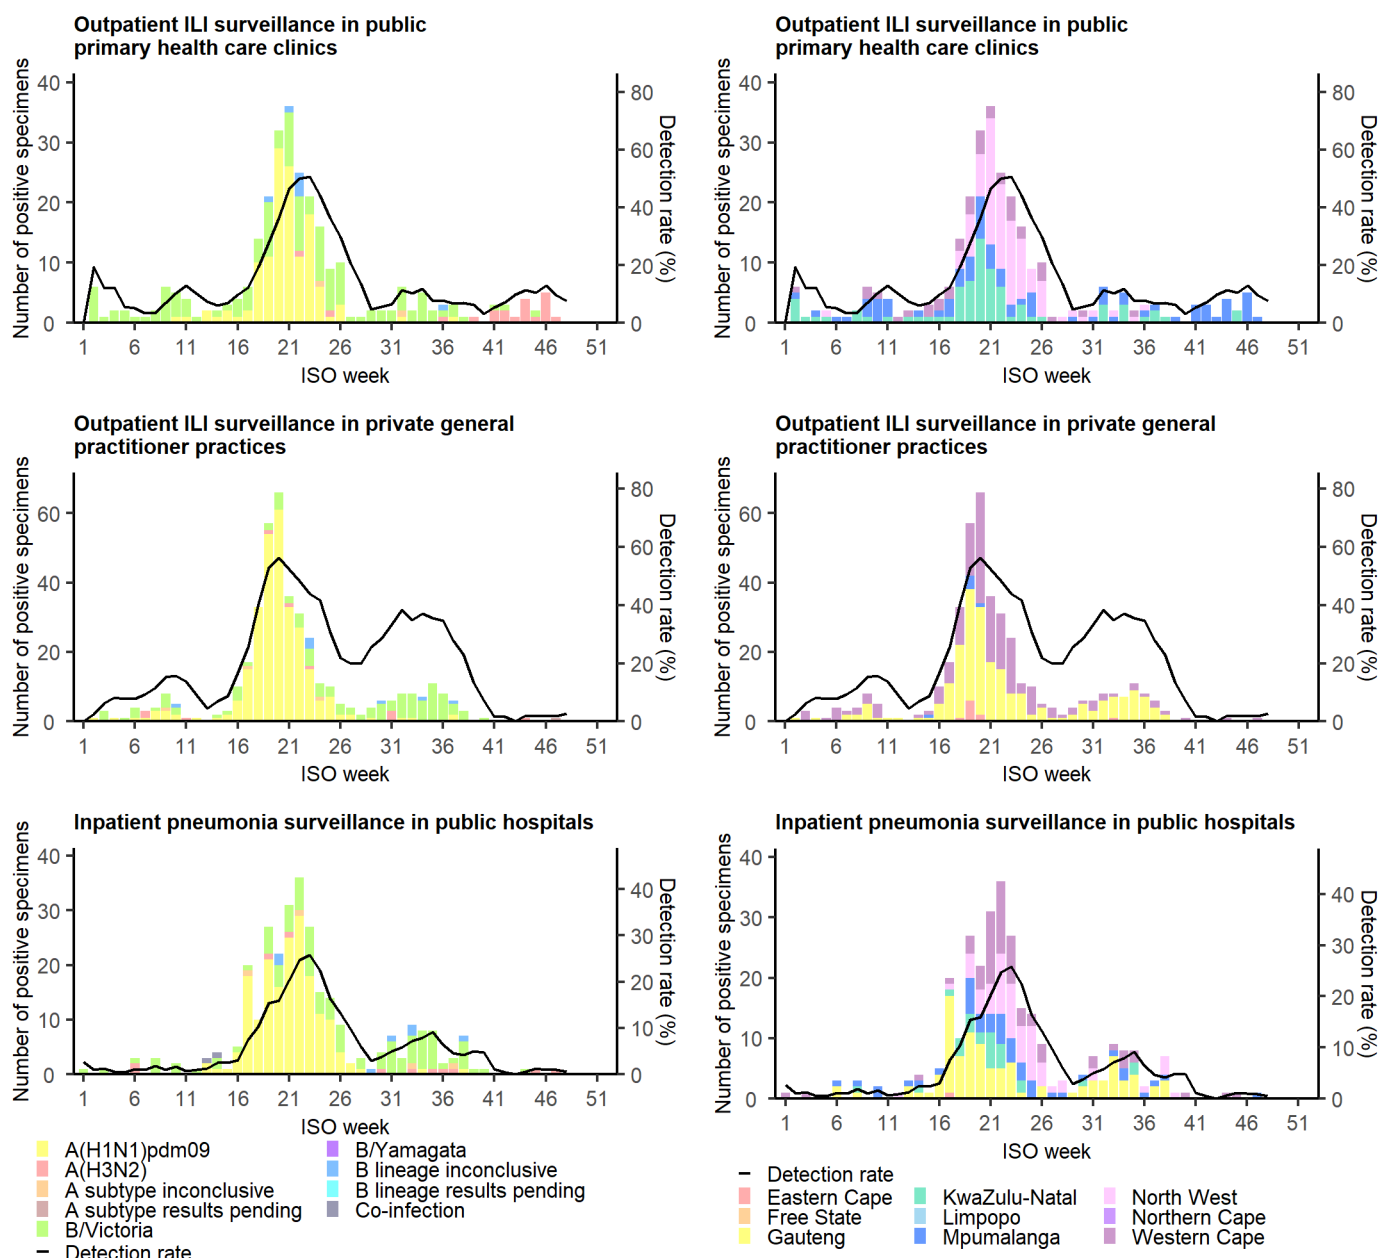 Outpatient ILI surveillance in public
primary health care clinics
Number of positive specimens
40
30
20
10
0
80
60
40
20
0
Detection rate (%)
1 6 11 16 21 26 31 36 41 46 51
ISO week
Outpatient ILI surveillance in public
primary health care clinics
Number of positive specimens
40
30
20
10
0
80
60
40
20
0
Detection rate (%)
1 6 11 16 21 26 31 36 41 46 51
ISO week
Outpatient ILI surveillance in private general
practitioner practices
Number of positive specimens
60
40
20
0
80
60
40
20
0
Detection rate (%)
1 6 11 16 21 26 31 36 41 46 51
ISO week
Outpatient ILI surveillance in private general
practitioner practices
Number of positive specimens
60
40
20
0
80
60
40
20
0
Detection rate (%)
1 6 11 16 21 26 31 36 41 46 51
ISO week
Inpatient pneumonia surveillance in public hospitals
Number of positive specimens
40
30
20
10
0
40
30
20
10
0
Detection rate (%)
1 6 11 16 21 26 31 36 41 46 51
ISO week
A(H1N1)pdm09
A(H3N2)
A subtype inconclusive
A subtype results pending
B/Victoria
Detection rate
B/Yamagata
B lineage inconclusive
B lineage results pending
Co-infection
Inpatient pneumonia surveillance in public hospitals
Number of positive specimens
40
30
20
10
0
40
30
20
10
0
Detection rate (%)
1 6 11 16 21 26 31 36 41 46 51
ISO week
Detection rate
Eastern Cape
Free State
Gauteng
KwaZulu-Natal
Limpopo
Mpumalanga
North West
Northern Cape
Western Cape